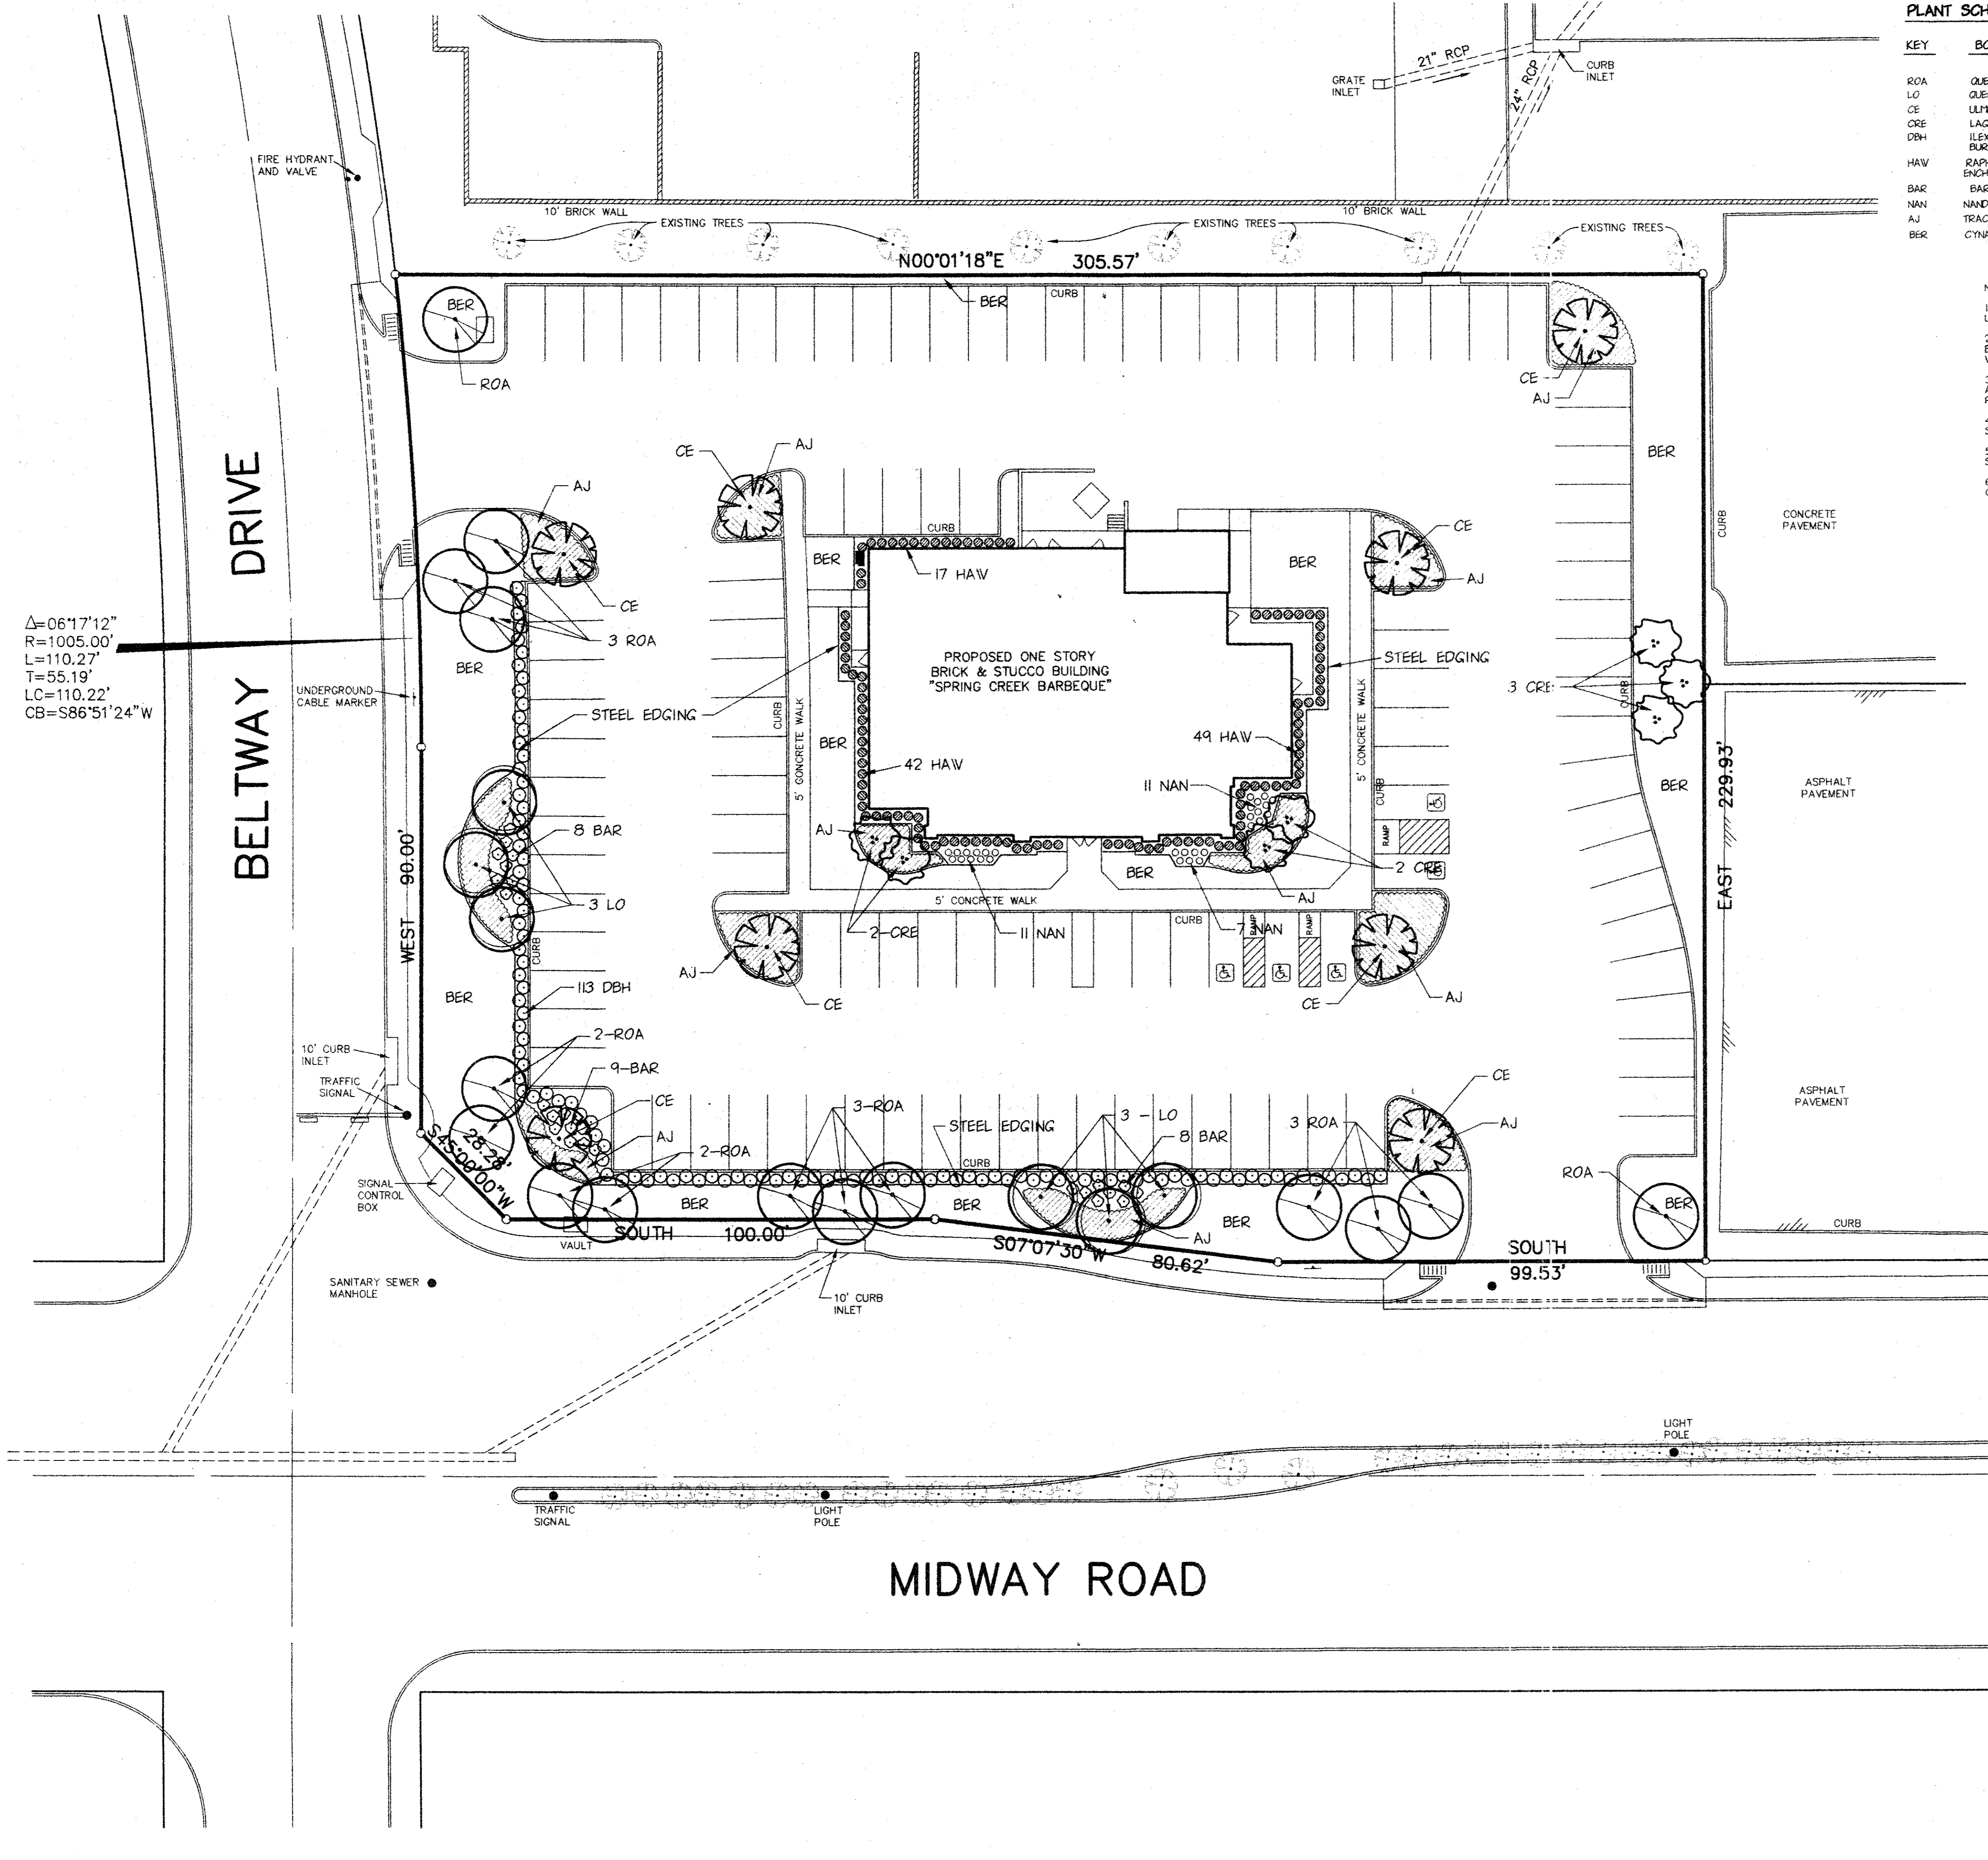 PLANT SCH
KEY
ROA
LO
CE
CRE
DBH
HAW
BAR
NAN
AJ
BER
21" RCP
24" RCP
GRATE
INLET
CURB
INLET
FIRE HYDRANT
AND VALVE
10' BRICK WALL
EXISTING TREES
EXISTING TREES
10' BRICK WALL
EXISTING TREES
N00°01'18"E 305.57'
BER
BER
CURB
ROA
CE
AJ
BER
CE
AJ
AJ
CE
3 ROA
BER
CURB
17 HAW
BER
BER
CE
AJ
CURB
CONCRETE
PAVEMENT
Δ=06°17'12"
R=1005.00'
L=110.27'
T=55.19'
LC=110.22'
CB=S86°51'24"W
BELTWAY DRIVE
UNDERGROUND
CABLE MARKER
STEEL EDGING
PROPOSED ONE STORY
BRICK & STUCCO BUILDING
"SPRING CREEK BARBEQUE"
STEEL EDGING
3 CRE
CURB
CURB
5' CONCRETE WALK
BER
42 HAW
49 HAW
11 NAN
5' CONCRETE WALK
CURB
RAMP
BER
EAST 229.93'
ASPHALT
PAVEMENT
WEST 90.00'
8 BAR
3 LO
CURB
AJ
BER
2 CRE
AJ
5' CONCRETE WALK
2-CRE
11 NAN
CURB
7 NAN
RAMP
RAMP
AJ
CE
CE
AJ
BER
113 DBH
2-ROA
9-BAR
CE
AJ
2-ROA
10' CURB
INLET
TRAFFIC
SIGNAL
S45°00'00"W
28.28'
SIGNAL
CONTROL
BOX
3-ROA
STEEL EDGING
CURB
3 - LO
8 BAR
3 ROA
CE
AJ
ASPHALT
PAVEMENT
ROA
BER
BER
BER
BER
AJ
VAULT
SOUTH 100.00'
S07°07'30"W 80.62'
SOUTH
99.53'
CURB
SANITARY SEWER
MANHOLE
10' CURB
INLET
TRAFFIC
SIGNAL
LIGHT
POLE
LIGHT
POLE
MIDWAY ROAD